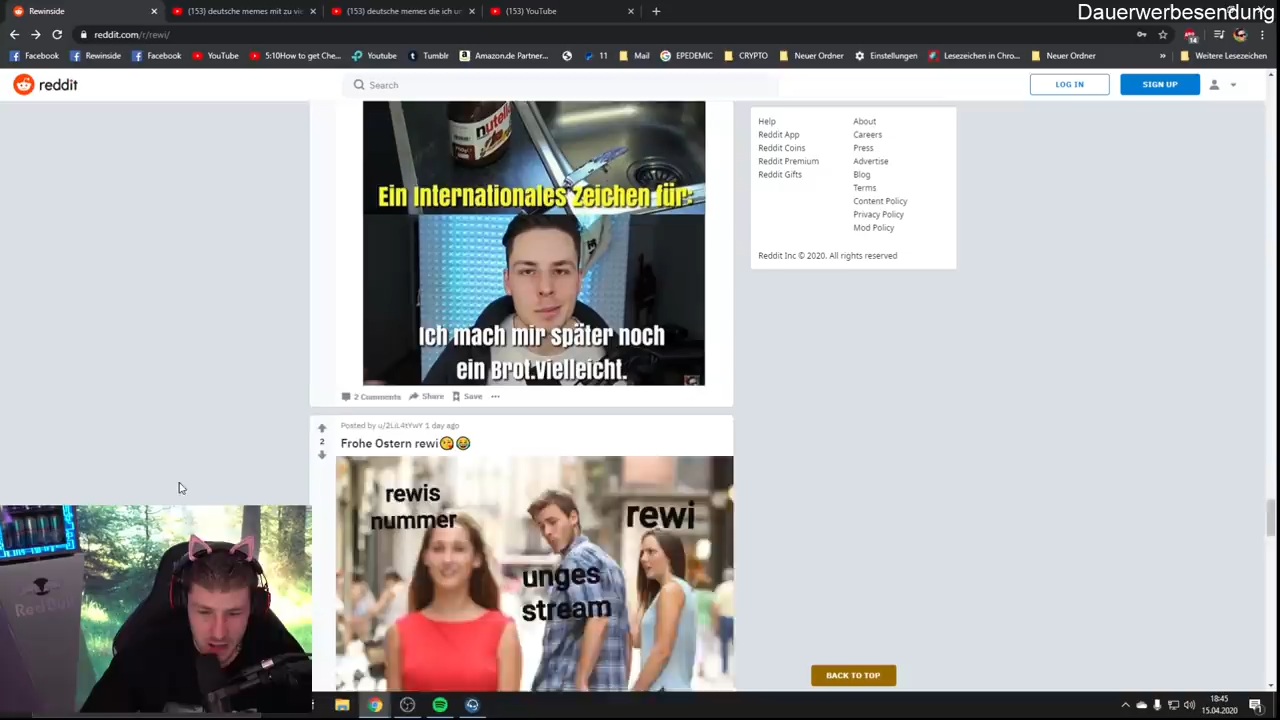 Dauerwerbesendung
Rewinside
(153) deutsche memes mit zu vie
(153) deutsche memes die ich un
(153) YouTube
reddit.com/r/rewi/
14
Facebook
Rewinside
Facebook
YouTube
5:10How to get Che...
Youtube
Tumblr
Amazon.de Partner...
11
Mail
EPEDEMIC
CRYPTO
Neuer Ordner
Einstellungen
Lesezeichen in Chro...
Neuer Ordner
»
Weitere Lesezeichen
reddit
Search
LOG IN
SIGN UP
nutella
Ein Internationales Zeichen für:
Ich mach mir später noch
ein Brot.Vielleicht.
2 Comments
Share
Save
Help
About
Reddit App
Careers
Reddit Coins
Press
Reddit Premium
Advertise
Reddit Gifts
Blog
Terms
Content Policy
Privacy Policy
Mod Policy
Reddit Inc © 2020. All rights reserved
Posted by u/2LiL4tYwY 1 day ago
2
Frohe Ostern rewi
rewis
nummer
unges
stream
rewi
Red Bull
BACK TO TOP
18:45
15.04.2020